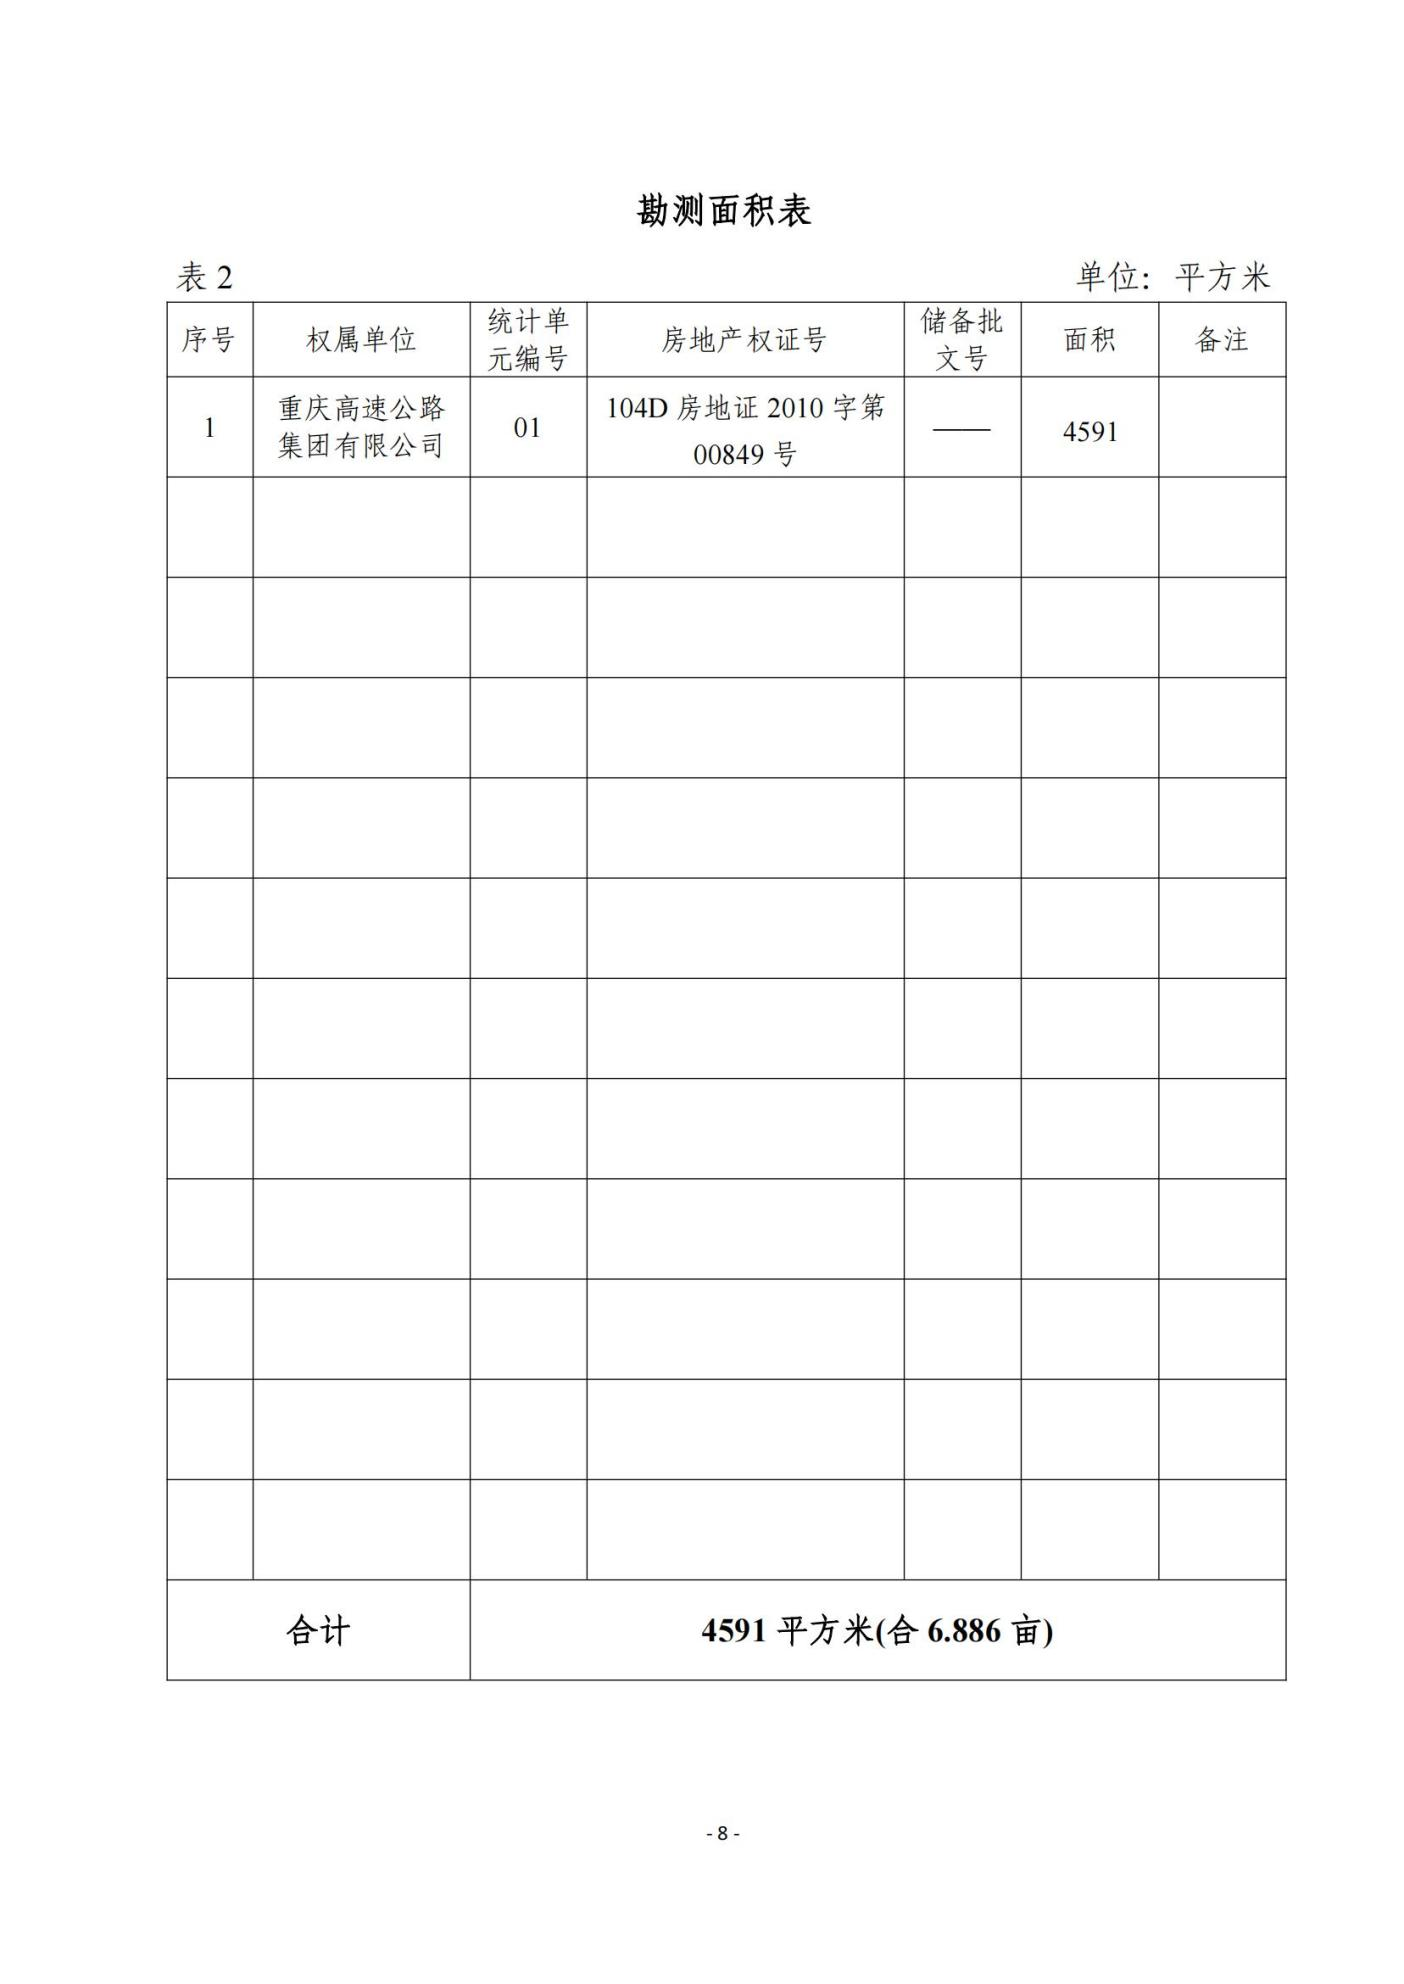 勘测面积表
表 2 单位： 平方米
序号 权属单位 统计单元编号 房地产权证号 储备批文号 面积 备注
1 重庆高速公路集团有限公司 01 104D 房地证 2010 字第 00849 号 —— 4591
合计 4591 平方米(合 6.886 亩)
- 8 -